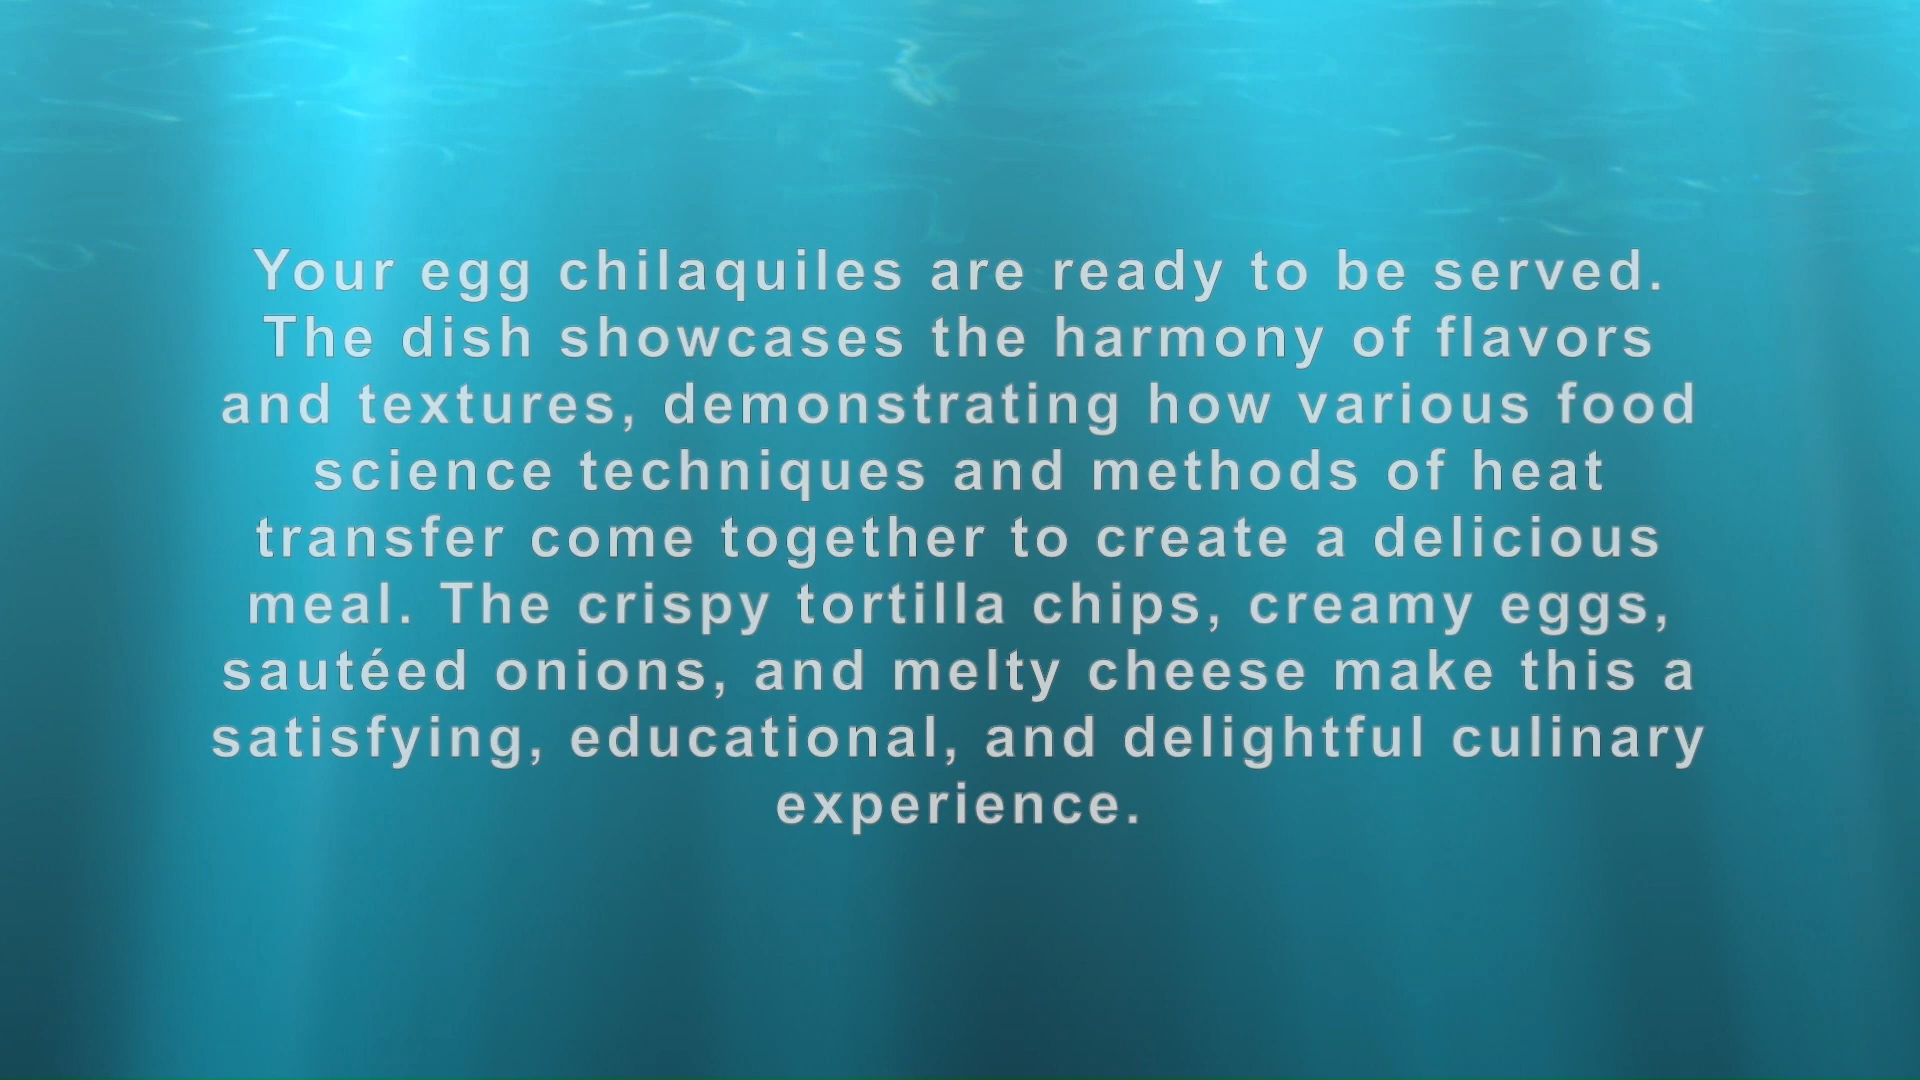 Your egg chilaquiles are ready to be served.
The dish showcases the harmony of flavors
and textures, demonstrating how various food
science techniques and methods of heat
transfer come together to create a delicious
meal. The crispy tortilla chips, creamy eggs,
sautéed onions, and melty cheese make this a
satisfying, educational, and delightful culinary
experience.